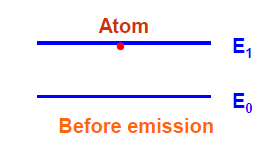 Atom
E₁
E₀
Before emission